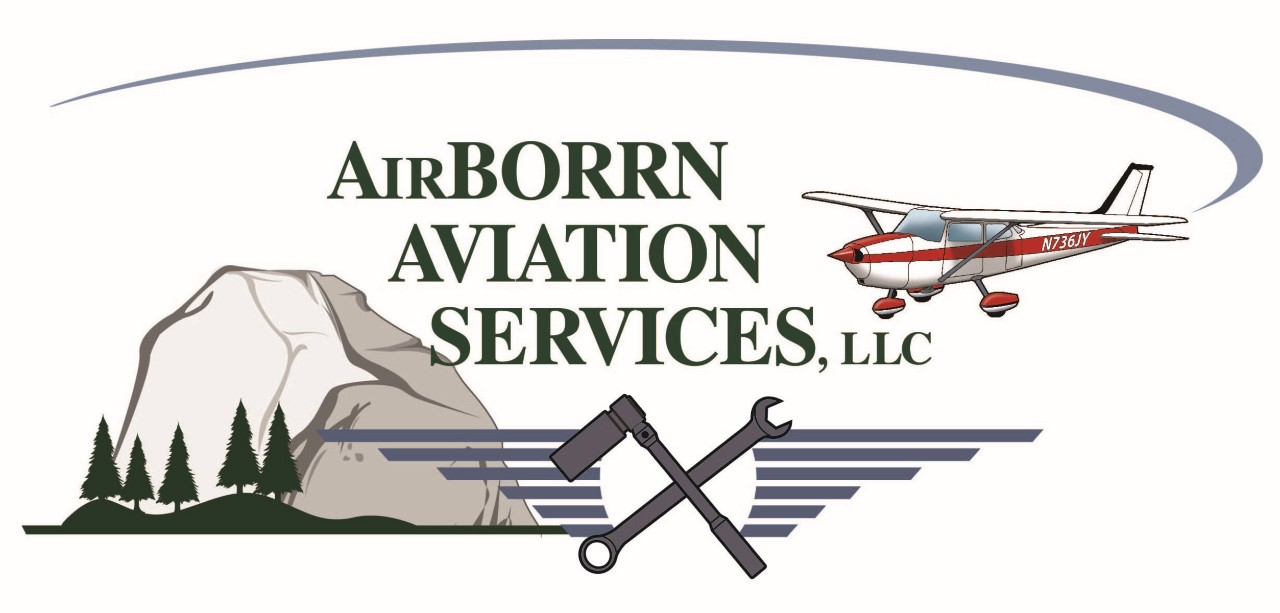 AIRBORRN
AVIATION
SERVICES, LLC
N736JY